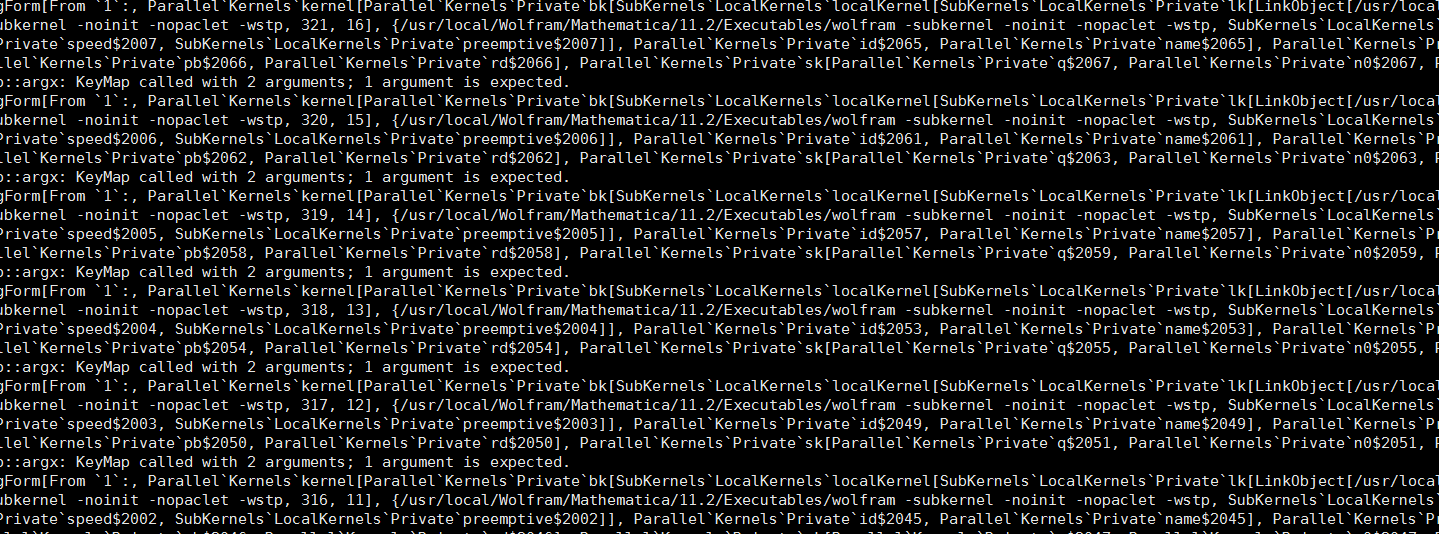 gForm[From `1`:, Parallel`Kernels`kernel[Parallel`Kernels`Private`bk[SubKernels`LocalKernels`localKernel[SubKernels`LocalKernels`Private`lk[LinkObject[/usr/local
ubkernel -noinit -nopaclet -wstp, 321, 16], {/usr/local/Wolfram/Mathematica/11.2/Executables/wolfram -subkernel -noinit -nopaclet -wstp, SubKernels`LocalKernels`
Private`speed$2007, SubKernels`LocalKernels`Private`preemptive$2007]], Parallel`Kernels`Private`id$2065, Parallel`Kernels`Private`name$2065], Parallel`Kernels`Pr
llel`Kernels`Private`pb$2066, Parallel`Kernels`Private`rd$2066], Parallel`Kernels`Private`sk[Parallel`Kernels`Private`q$2067, Parallel`Kernels`Private`n0$2067, P
p::argx: KeyMap called with 2 arguments; 1 argument is expected.
gForm[From `1`:, Parallel`Kernels`kernel[Parallel`Kernels`Private`bk[SubKernels`LocalKernels`localKernel[SubKernels`LocalKernels`Private`lk[LinkObject[/usr/local
ubkernel -noinit -nopaclet -wstp, 320, 15], {/usr/local/Wolfram/Mathematica/11.2/Executables/wolfram -subkernel -noinit -nopaclet -wstp, SubKernels`LocalKernels`
Private`speed$2006, SubKernels`LocalKernels`Private`preemptive$2006]], Parallel`Kernels`Private`id$2061, Parallel`Kernels`Private`name$2061], Parallel`Kernels`Pr
llel`Kernels`Private`pb$2062, Parallel`Kernels`Private`rd$2062], Parallel`Kernels`Private`sk[Parallel`Kernels`Private`q$2063, Parallel`Kernels`Private`n0$2063, P
p::argx: KeyMap called with 2 arguments; 1 argument is expected.
gForm[From `1`:, Parallel`Kernels`kernel[Parallel`Kernels`Private`bk[SubKernels`LocalKernels`localKernel[SubKernels`LocalKernels`Private`lk[LinkObject[/usr/local
ubkernel -noinit -nopaclet -wstp, 319, 14], {/usr/local/Wolfram/Mathematica/11.2/Executables/wolfram -subkernel -noinit -nopaclet -wstp, SubKernels`LocalKernels`
Private`speed$2005, SubKernels`LocalKernels`Private`preemptive$2005]], Parallel`Kernels`Private`id$2057, Parallel`Kernels`Private`name$2057], Parallel`Kernels`Pr
llel`Kernels`Private`pb$2058, Parallel`Kernels`Private`rd$2058], Parallel`Kernels`Private`sk[Parallel`Kernels`Private`q$2059, Parallel`Kernels`Private`n0$2059, P
p::argx: KeyMap called with 2 arguments; 1 argument is expected.
gForm[From `1`:, Parallel`Kernels`kernel[Parallel`Kernels`Private`bk[SubKernels`LocalKernels`localKernel[SubKernels`LocalKernels`Private`lk[LinkObject[/usr/local
ubkernel -noinit -nopaclet -wstp, 318, 13], {/usr/local/Wolfram/Mathematica/11.2/Executables/wolfram -subkernel -noinit -nopaclet -wstp, SubKernels`LocalKernels`
Private`speed$2004, SubKernels`LocalKernels`Private`preemptive$2004]], Parallel`Kernels`Private`id$2053, Parallel`Kernels`Private`name$2053], Parallel`Kernels`Pr
llel`Kernels`Private`pb$2054, Parallel`Kernels`Private`rd$2054], Parallel`Kernels`Private`sk[Parallel`Kernels`Private`q$2055, Parallel`Kernels`Private`n0$2055, P
p::argx: KeyMap called with 2 arguments; 1 argument is expected.
gForm[From `1`:, Parallel`Kernels`kernel[Parallel`Kernels`Private`bk[SubKernels`LocalKernels`localKernel[SubKernels`LocalKernels`Private`lk[LinkObject[/usr/local
ubkernel -noinit -nopaclet -wstp, 317, 12], {/usr/local/Wolfram/Mathematica/11.2/Executables/wolfram -subkernel -noinit -nopaclet -wstp, SubKernels`LocalKernels`
Private`speed$2003, SubKernels`LocalKernels`Private`preemptive$2003]], Parallel`Kernels`Private`id$2049, Parallel`Kernels`Private`name$2049], Parallel`Kernels`Pr
llel`Kernels`Private`pb$2050, Parallel`Kernels`Private`rd$2050], Parallel`Kernels`Private`sk[Parallel`Kernels`Private`q$2051, Parallel`Kernels`Private`n0$2051, P
p::argx: KeyMap called with 2 arguments; 1 argument is expected.
gForm[From `1`:, Parallel`Kernels`kernel[Parallel`Kernels`Private`bk[SubKernels`LocalKernels`localKernel[SubKernels`LocalKernels`Private`lk[LinkObject[/usr/local
ubkernel -noinit -nopaclet -wstp, 316, 11], {/usr/local/Wolfram/Mathematica/11.2/Executables/wolfram -subkernel -noinit -nopaclet -wstp, SubKernels`LocalKernels`
Private`speed$2002, SubKernels`LocalKernels`Private`preemptive$2002]], Parallel`Kernels`Private`id$2045, Parallel`Kernels`Private`name$2045], Parallel`Kernels`Pr